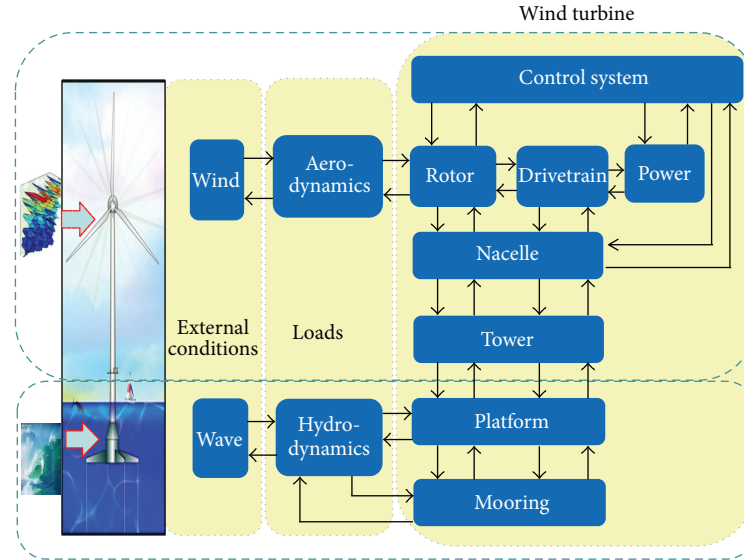 Wind turbine
Control system
Wind
Aero-
dynamics
Rotor
Drivetrain
Power
Nacelle
External
conditions
Loads
Tower
Wave
Hydro-
dynamics
Platform
Mooring